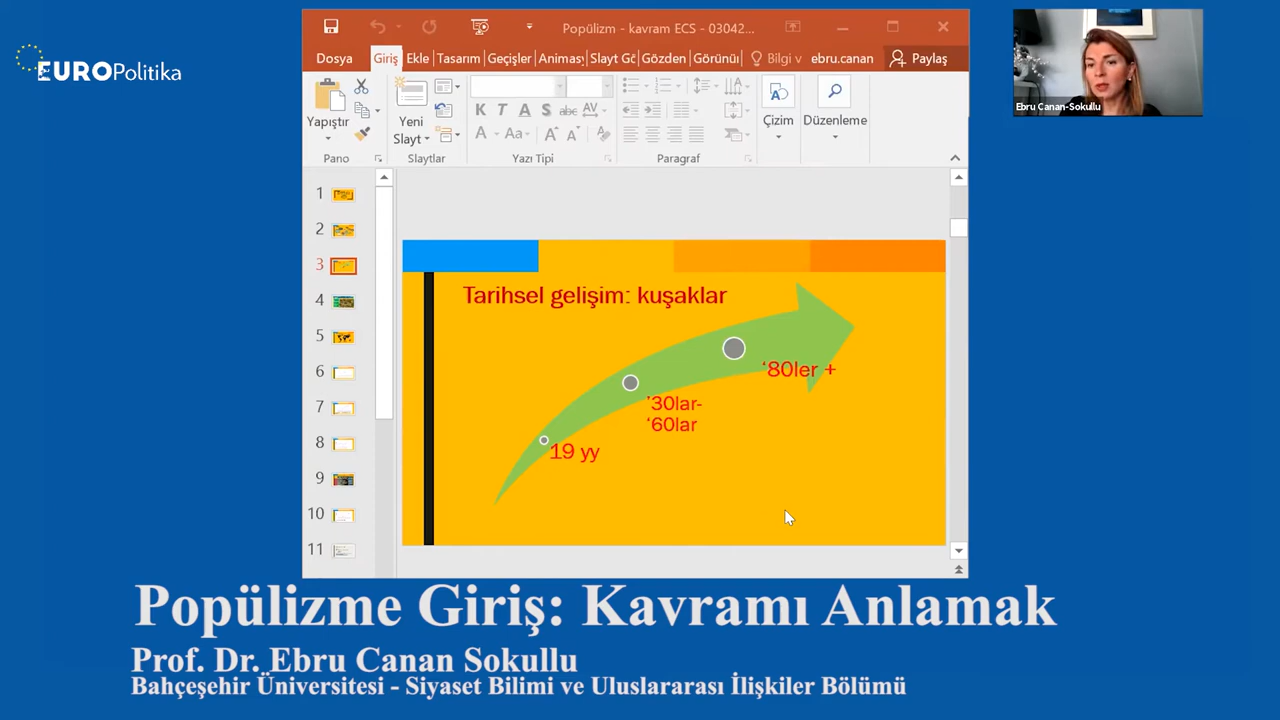 EUROPolitika
Popülizm - kavram ECS - 03042...
Dosya Giriş Ekle Tasarım Geçişler Animas Slayt Gö Gözden Görünü Bilgi v ebru.canan Paylaş
K T A S abc AV
A Aa A A
Yapıştır Yeni Slayt Çizim Düzenleme
Pano Slaytlar Yazı Tipi Paragraf
1
2
3
4
5
6
7
8
9
10
11
Tarihsel gelişim: kuşaklar
'80ler +
'30lar-
'60lar
19 yy
Ebru Canan-Sokullu
Popülizme Giriş: Kavramı Anlamak
Prof. Dr. Ebru Canan Sokullu
Bahçeşehir Üniversitesi - Siyaset Bilimi ve Uluslararası İlişkiler Bölümü